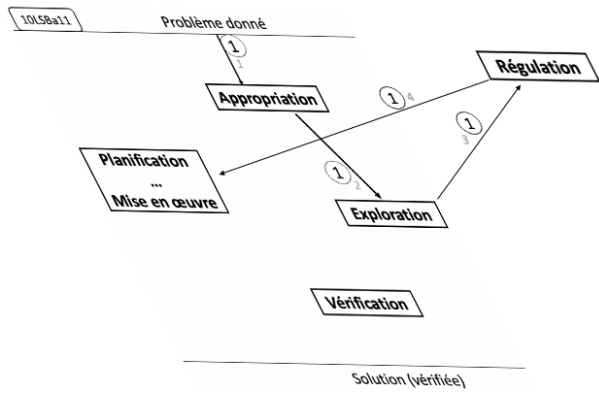 10LSBa11
Problème donné
1
1
Appropriation
Régulation
1
4
1
3
Planification
...
Mise en œuvre
1
2
Exploration
Vérification
Solution (vérifiée)